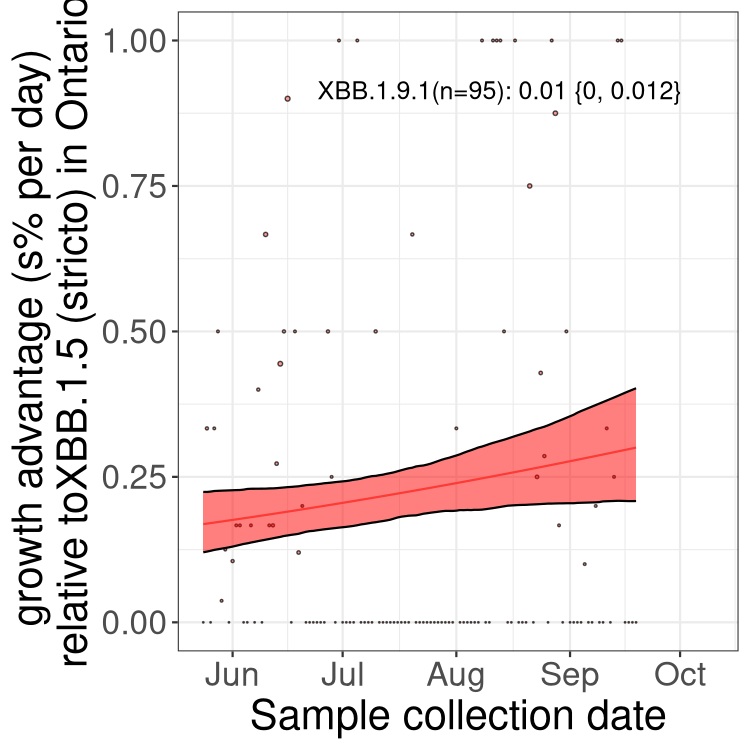 growth advantage (s% per day)
relative toXBB.1.5 (stricto) in Ontario
1.00
0.75
0.50
0.25
0.00
XBB.1.9.1(n=95): 0.01 {0, 0.012}
Jun Jul Aug Sep Oct
Sample collection date